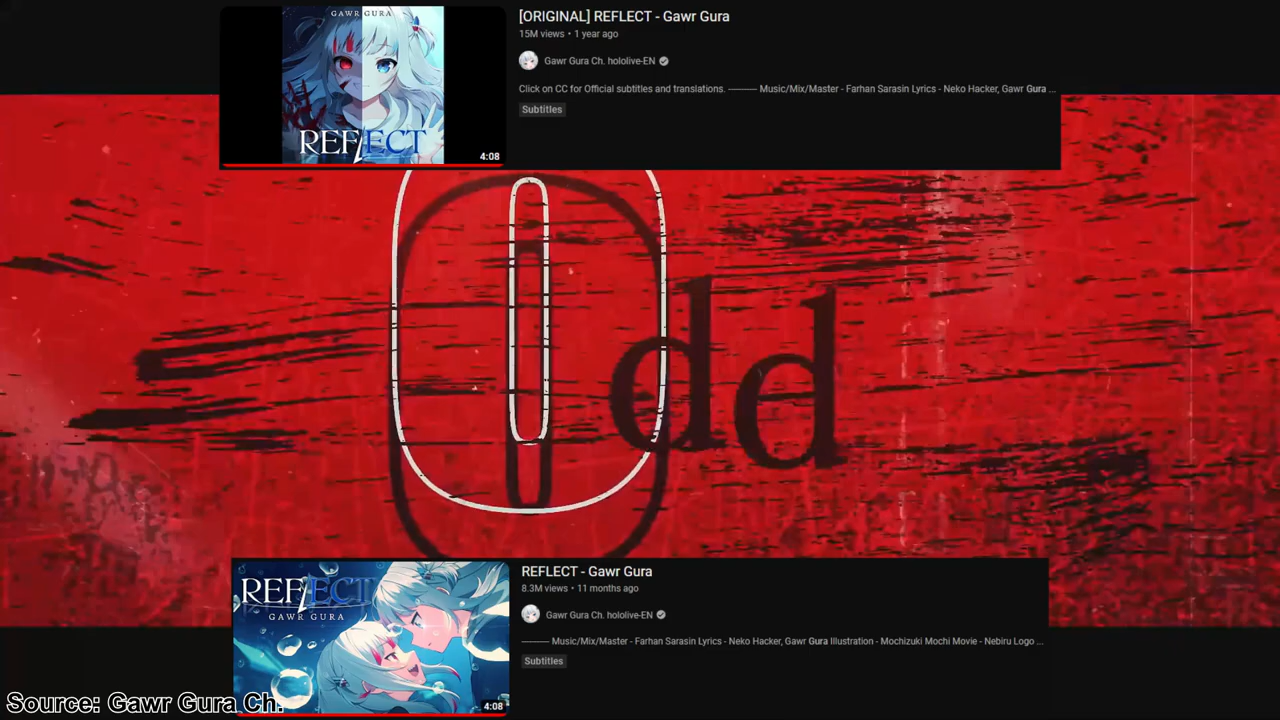 GAWR GURA
REFLECT
4:08
[ORIGINAL] REFLECT - Gawr Gura
15M views • 1 year ago
Gawr Gura Ch. hololive-EN
Click on CC for Official subtitles and translations. ——— Music/Mix/Master - Farhan Sarasin Lyrics - Neko Hacker, Gawr Gura ...
Subtitles
Odd
REFLECT
GAWR GURA
4:08
REFLECT - Gawr Gura
8.3M views • 11 months ago
Gawr Gura Ch. hololive-EN
——— Music/Mix/Master - Farhan Sarasin Lyrics - Neko Hacker, Gawr Gura Illustration - Mochizuki Mochi Movie - Nebiru Logo ...
Subtitles
Source: Gawr Gura Ch.